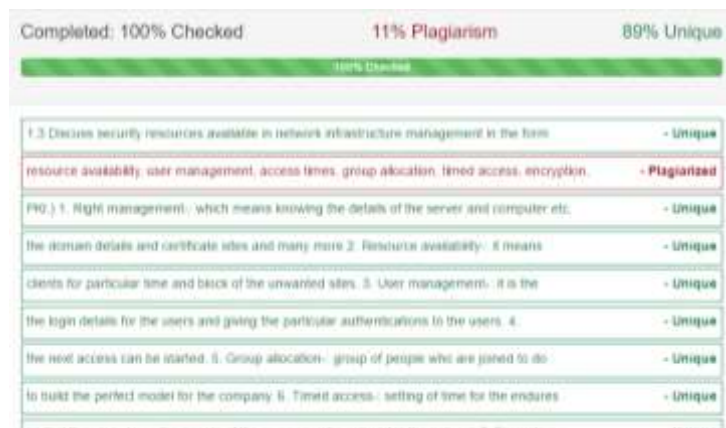 Completed: 100% Checked 11% Plagiarism 89% Unique
100% Checked
1.3 Discuss security resources available in network infrastructure management in the form - Unique
resource availability, user management, access times, group allocation, timed access, encryption, - Plagiarized
PKI.) 1. Right management:- which means knowing the details of the server and computer etc. - Unique
the domain details and certificate sites and many more 2. Resource availability:- it means - Unique
clients for particular time and block of the unwanted sites. 3. User management:- it is the - Unique
the login details for the users and giving the particular authentications to the users. 4. - Unique
the next access can be started. 5. Group allocation:- group of people who are joined to do - Unique
to build the perfect model for the company 6. Timed access:- setting of time for the endures - Unique